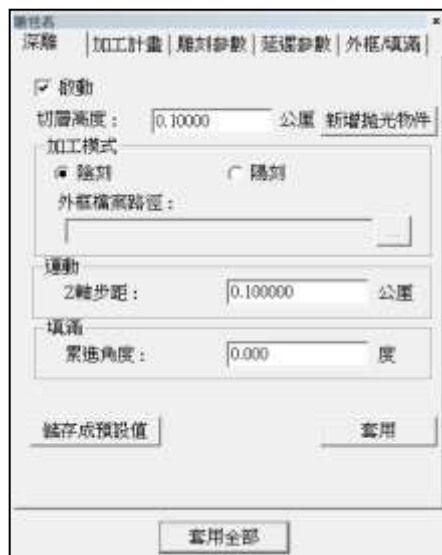 屬性表 x
深雕 加工計畫 雕刻參數 延遲參數 外框/填滿
啟動
切層高度： 0.10000 公厘 新增拋光物件
加工模式
陰刻 陽刻
外框檔案路徑：
...
運動
Z軸步距： 0.100000 公厘
填滿
累進角度： 0.000 度
儲存成預設值 套用
套用全部